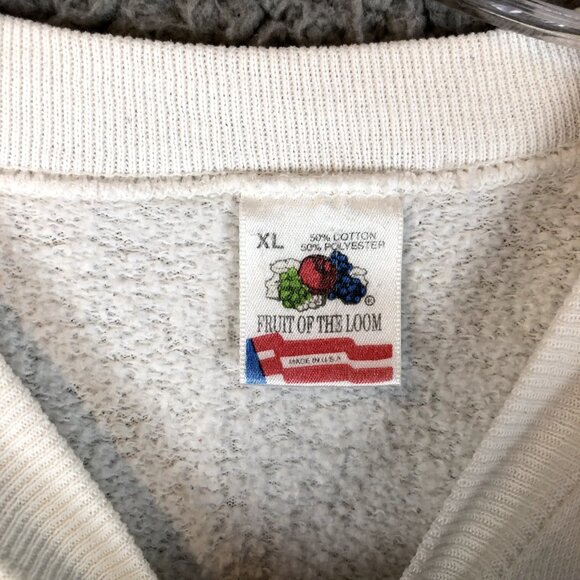 XL
50% COTTON
50% POLYESTER
®
FRUIT OF THE LOOM
MADE IN U.S.A